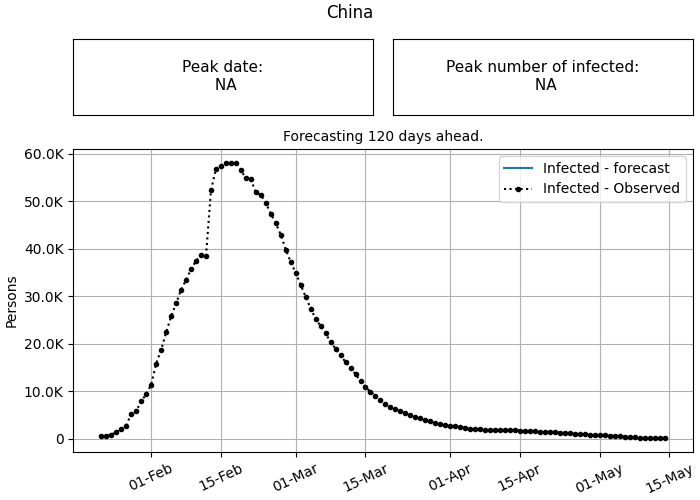 China
Peak date:
NA
Peak number of infected:
NA
Forecasting 120 days ahead.
Infected - forecast
Infected - Observed
60.0K
50.0K
40.0K
30.0K
20.0K
10.0K
0
Persons
01-Feb
15-Feb
01-Mar
15-Mar
01-Apr
15-Apr
01-May
15-May